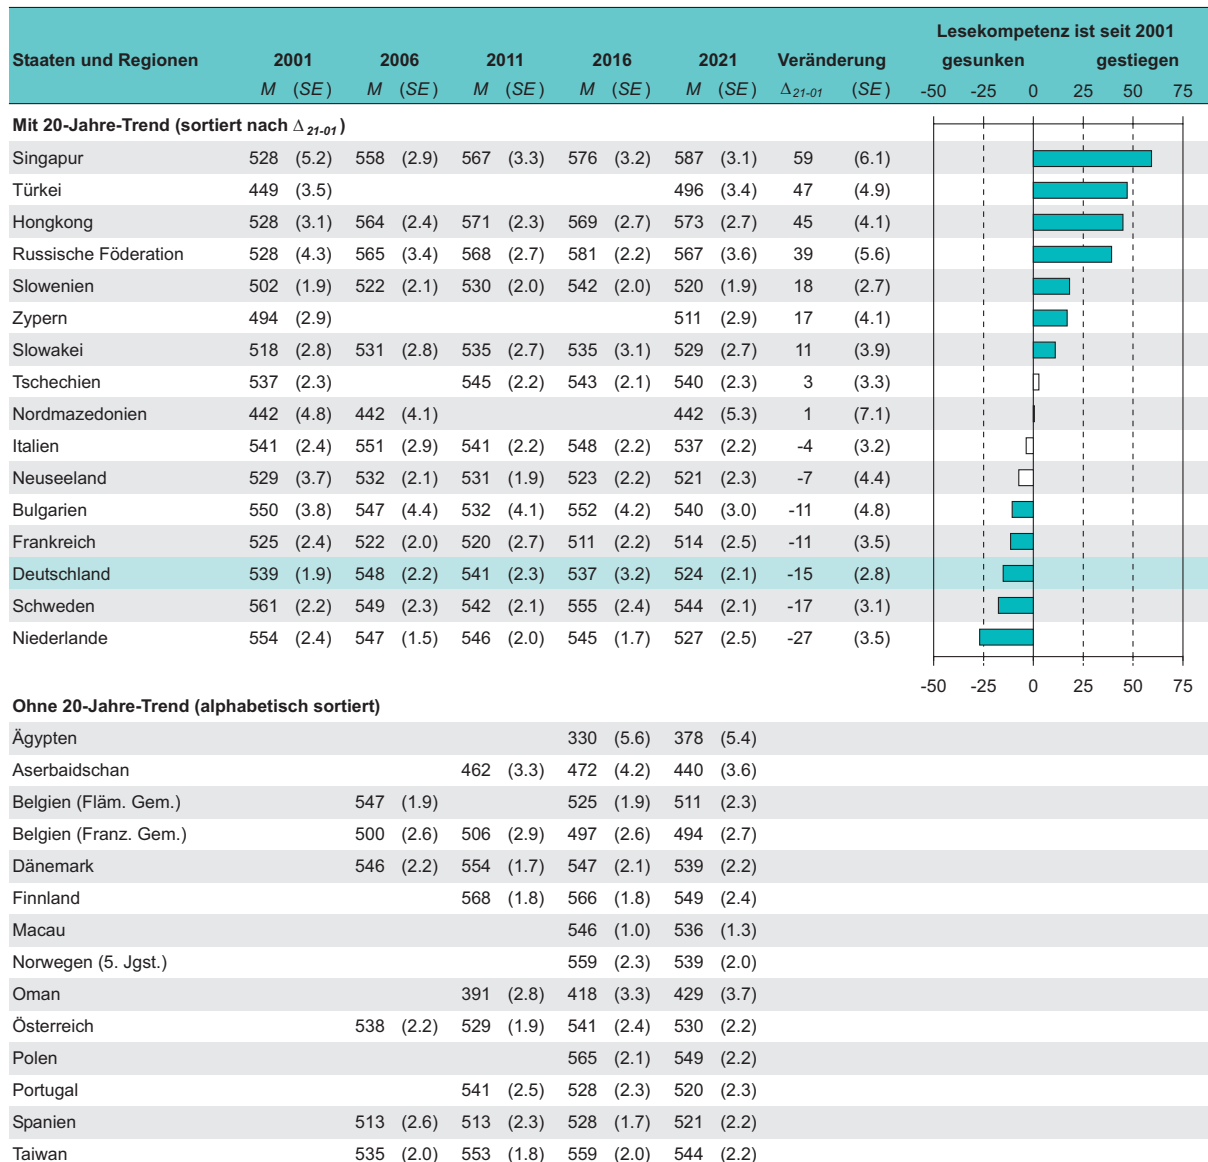 Lesekompetenz ist seit 2001
Staaten und Regionen 2001 2006 2011 2016 2021 Veränderung gesunken gestiegen
M (SE) M (SE) M (SE) M (SE) M (SE) Δ21-01 (SE) -50 -25 0 25 50 75
Mit 20-Jahre-Trend (sortiert nach Δ21-01)
Singapur 528 (5.2) 558 (2.9) 567 (3.3) 576 (3.2) 587 (3.1) 59 (6.1)
Türkei 449 (3.5) 496 (3.4) 47 (4.9)
Hongkong 528 (3.1) 564 (2.4) 571 (2.3) 569 (2.7) 573 (2.7) 45 (4.1)
Russische Föderation 528 (4.3) 565 (3.4) 568 (2.7) 581 (2.2) 567 (3.6) 39 (5.6)
Slowenien 502 (1.9) 522 (2.1) 530 (2.0) 542 (2.0) 520 (1.9) 18 (2.7)
Zypern 494 (2.9) 511 (2.9) 17 (4.1)
Slowakei 518 (2.8) 531 (2.8) 535 (2.7) 535 (3.1) 529 (2.7) 11 (3.9)
Tschechien 537 (2.3) 545 (2.2) 543 (2.1) 540 (2.3) 3 (3.3)
Nordmazedonien 442 (4.8) 442 (4.1) 442 (5.3) 1 (7.1)
Italien 541 (2.4) 551 (2.9) 541 (2.2) 548 (2.2) 537 (2.2) -4 (3.2)
Neuseeland 529 (3.7) 532 (2.1) 531 (1.9) 523 (2.2) 521 (2.3) -7 (4.4)
Bulgarien 550 (3.8) 547 (4.4) 532 (4.1) 552 (4.2) 540 (3.0) -11 (4.8)
Frankreich 525 (2.4) 522 (2.0) 520 (2.7) 511 (2.2) 514 (2.5) -11 (3.5)
Deutschland 539 (1.9) 548 (2.2) 541 (2.3) 537 (3.2) 524 (2.1) -15 (2.8)
Schweden 561 (2.2) 549 (2.3) 542 (2.1) 555 (2.4) 544 (2.1) -17 (3.1)
Niederlande 554 (2.4) 547 (1.5) 546 (2.0) 545 (1.7) 527 (2.5) -27 (3.5)
-50 -25 0 25 50 75
Ohne 20-Jahre-Trend (alphabetisch sortiert)
Ägypten 330 (5.6) 378 (5.4)
Aserbaidschan 462 (3.3) 472 (4.2) 440 (3.6)
Belgien (Fläm. Gem.) 547 (1.9) 525 (1.9) 511 (2.3)
Belgien (Franz. Gem.) 500 (2.6) 506 (2.9) 497 (2.6) 494 (2.7)
Dänemark 546 (2.2) 554 (1.7) 547 (2.1) 539 (2.2)
Finnland 568 (1.8) 566 (1.8) 549 (2.4)
Macau 546 (1.0) 536 (1.3)
Norwegen (5. Jgst.) 559 (2.3) 539 (2.0)
Oman 391 (2.8) 418 (3.3) 429 (3.7)
Österreich 538 (2.2) 529 (1.9) 541 (2.4) 530 (2.2)
Polen 565 (2.1) 549 (2.2)
Portugal 541 (2.5) 528 (2.3) 520 (2.3)
Spanien 513 (2.6) 513 (2.3) 528 (1.7) 521 (2.2)
Taiwan 535 (2.0) 553 (1.8) 559 (2.0) 544 (2.2)